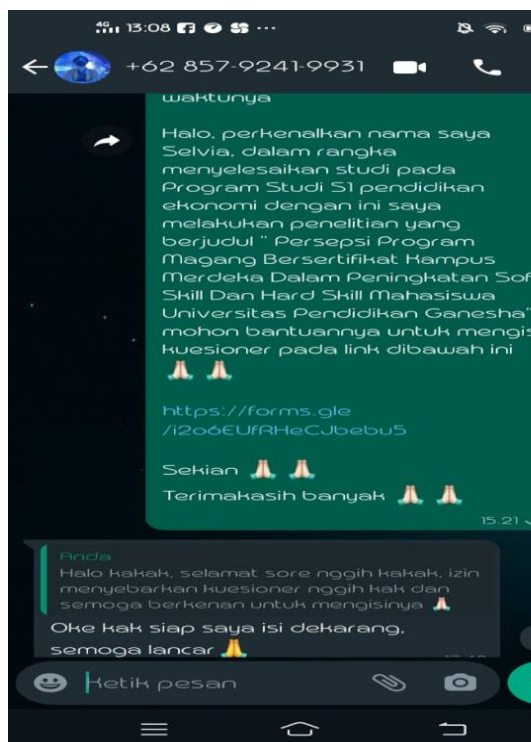 4G 13:08
+62 857-9241-9931
waktunya
Halo, perkenalkan nama saya
Selvia, dalam rangka
menyelesaikan studi pada
Program Studi S1 pendidikan
ekonomi dengan ini saya
melakukan penelitian yang
berjudul " Persepsi Program
Magang Bersertifikat Kampus
Merdeka Dalam Peningkatan Sof
Skill Dan Hard Skill Mahasiswa
Universitas Pendidikan Ganesha"
mohon bantuannya untuk mengis
kuesioner pada link dibawah ini
🙏🏻 🙏🏻
https://forms.gle
/i2o6EUfRHeCJbebu5
Sekian 🙏🏻 🙏🏻
Terimakasih banyak 🙏🏻 🙏🏻
15.21
Anda
Halo kakak, selamat sore nggih kakak, izin
menyebarkan kuesioner nggih kak dan
semoga berkenan untuk mengisinya 🙏🏻
Oke kak siap saya isi dekarang,
semoga lancar 🙏
Ketik pesan